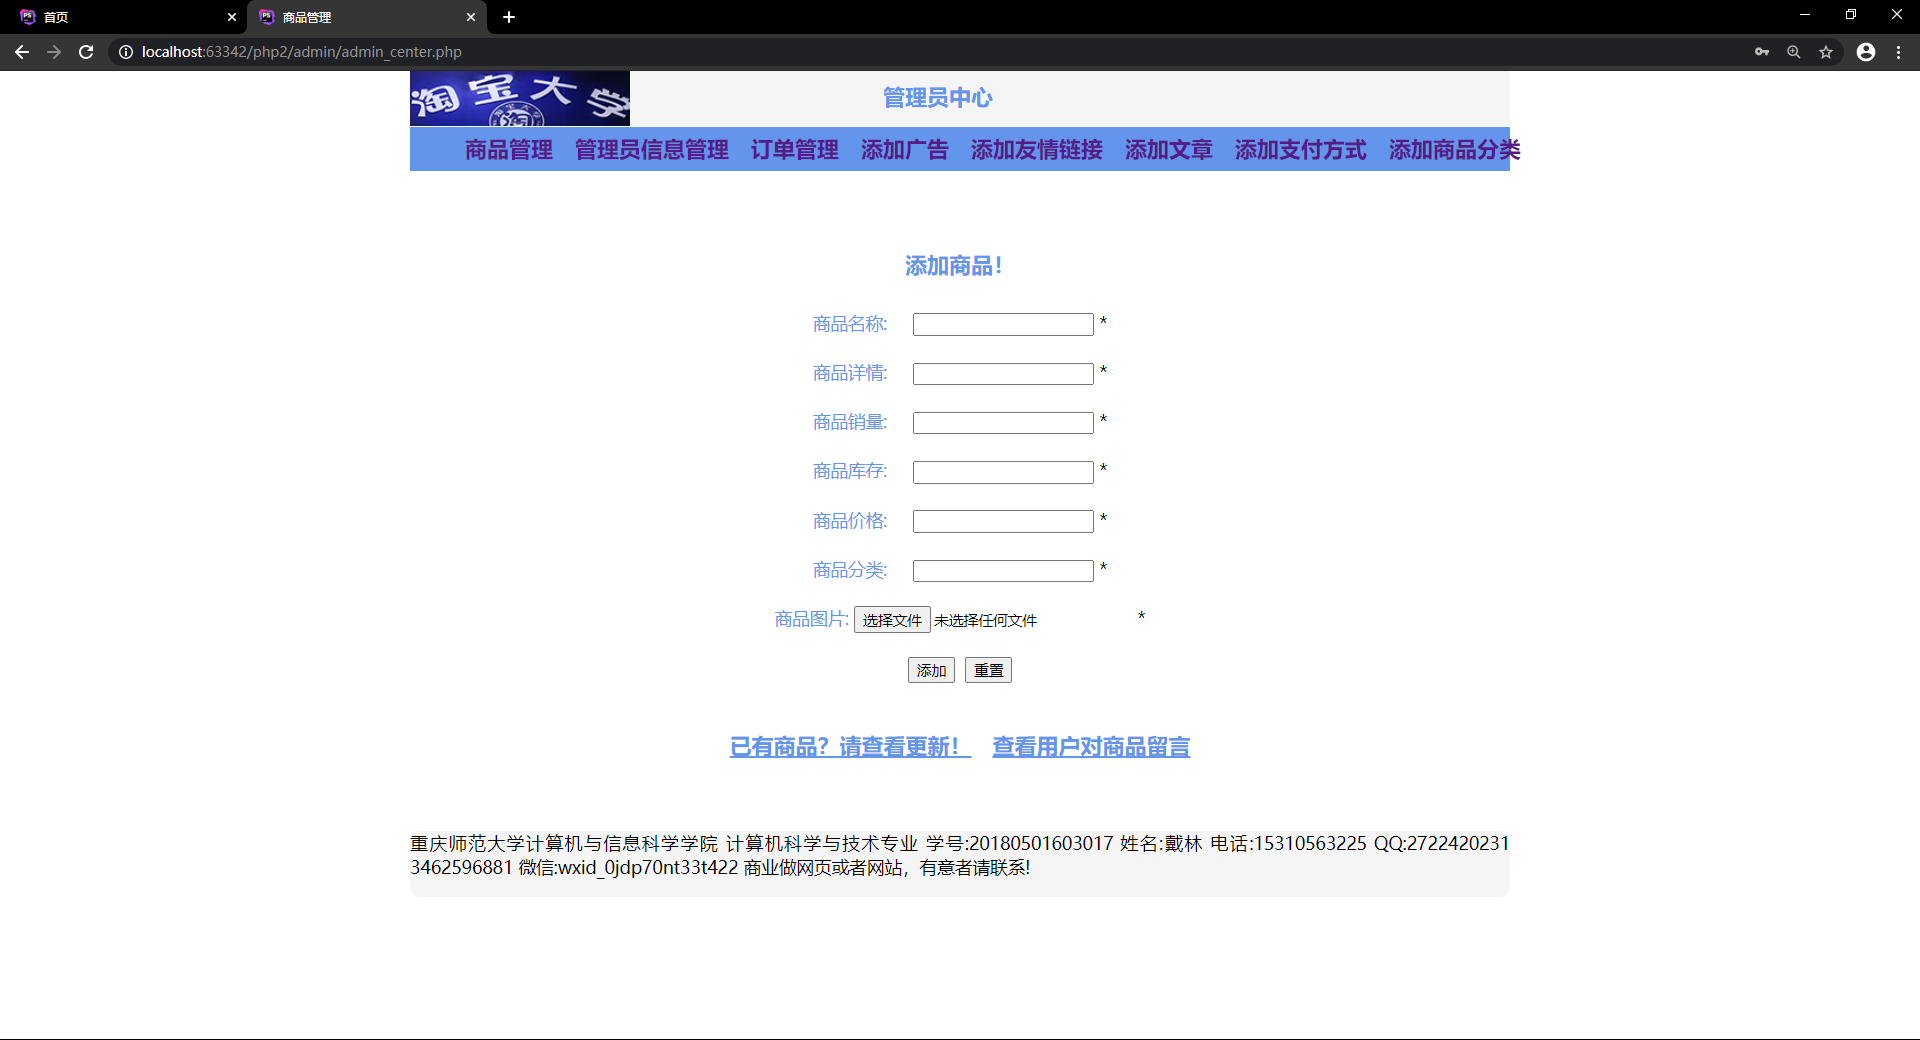 首页
商品管理
localhost:63342/php2/admin/admin_center.php
淘宝大学
管理员中心
商品管理 管理员信息管理 订单管理 添加广告 添加友情链接 添加文章 添加支付方式 添加商品分类
添加商品！
商品名称: *
商品详情: *
商品销量: *
商品库存: *
商品价格: *
商品分类: *
商品图片: 选择文件 未选择任何文件 *
添加 重置
已有商品？请查看更新！ 查看用户对商品留言
重庆师范大学计算机与信息科学学院 计算机科学与技术专业 学号:20180501603017 姓名:戴林 电话:15310563225 QQ:2722420231
3462596881 微信:wxid_0jdp70nt33t422 商业做网页或者网站，有意者请联系!